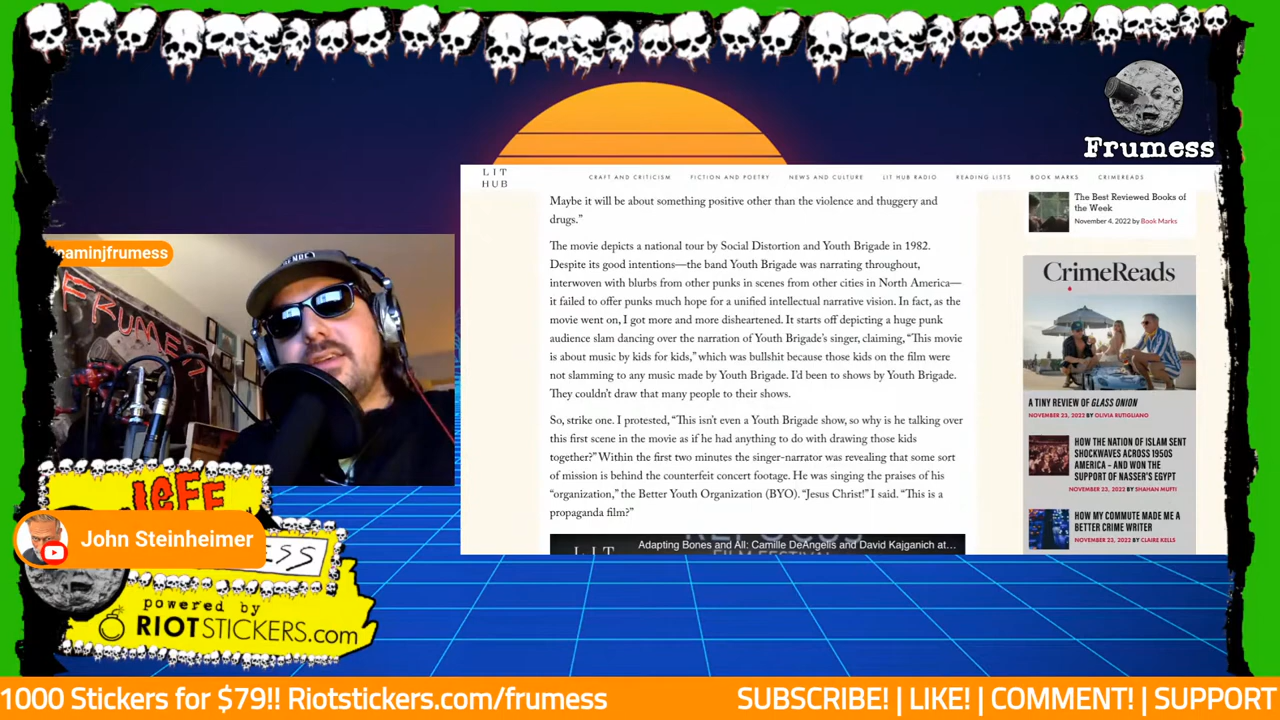 Frumess
LIT
HUB
CRAFT AND CRITICISM
FICTION AND POETRY
NEWS AND CULTURE
LIT HUB RADIO
READING LISTS
BOOK MARKS
CRIMEREADS
Maybe it will be about something positive other than the violence and thuggery and
drugs.”
The movie depicts a national tour by Social Distortion and Youth Brigade in 1982.
Despite its good intentions—the band Youth Brigade was narrating throughout,
interwoven with blurbs from other punks in scenes from other cities in North America—
it failed to offer punks much hope for a unified intellectual narrative vision. In fact, as the
movie went on, I got more and more disheartened. It starts off depicting a huge punk
audience slam dancing over the narration of Youth Brigade’s singer, claiming, “This movie
is about music by kids for kids,” which was bullshit because those kids on the film were
not slamming to any music made by Youth Brigade. I’d been to shows by Youth Brigade.
They couldn’t draw that many people to their shows.
So, strike one. I protested, “This isn’t even a Youth Brigade show, so why is he talking over
this first scene in the movie as if he had anything to do with drawing those kids
together?” Within the first two minutes the singer-narrator was revealing that some sort
of mission is behind the counterfeit concert footage. He was singing the praises of his
“organization,” the Better Youth Organization (BYO). “Jesus Christ!” I said. “This is a
propaganda film?”
LIT
Adapting Bones and All: Camille DeAngelis and David Kajganich at...
FILM FESTIVAL
The Best Reviewed Books of
the Week
November 4, 2022 by Book Marks
CrimeReads
A TINY REVIEW OF GLASS ONION
NOVEMBER 23, 2022 BY OLIVIA RUTIGLIANO
HOW THE NATION OF ISLAM SENT
SHOCKWAVES ACROSS 1950S
AMERICA – AND WON THE
SUPPORT OF NASSER’S EGYPT
NOVEMBER 23, 2022 BY SHAHAN MUFTI
HOW MY COMMUTE MADE ME A
BETTER CRIME WRITER
NOVEMBER 23, 2022 BY CLAIRE KELLS
eaminjfrumess
FRUMES
JEFF
John Steinheimer
ESS
powered by
RIOTSTICKERS.com
1000 Stickers for $79!! Riotstickers.com/frumess
SUBSCRIBE! | LIKE! | COMMENT! | SUPPORT